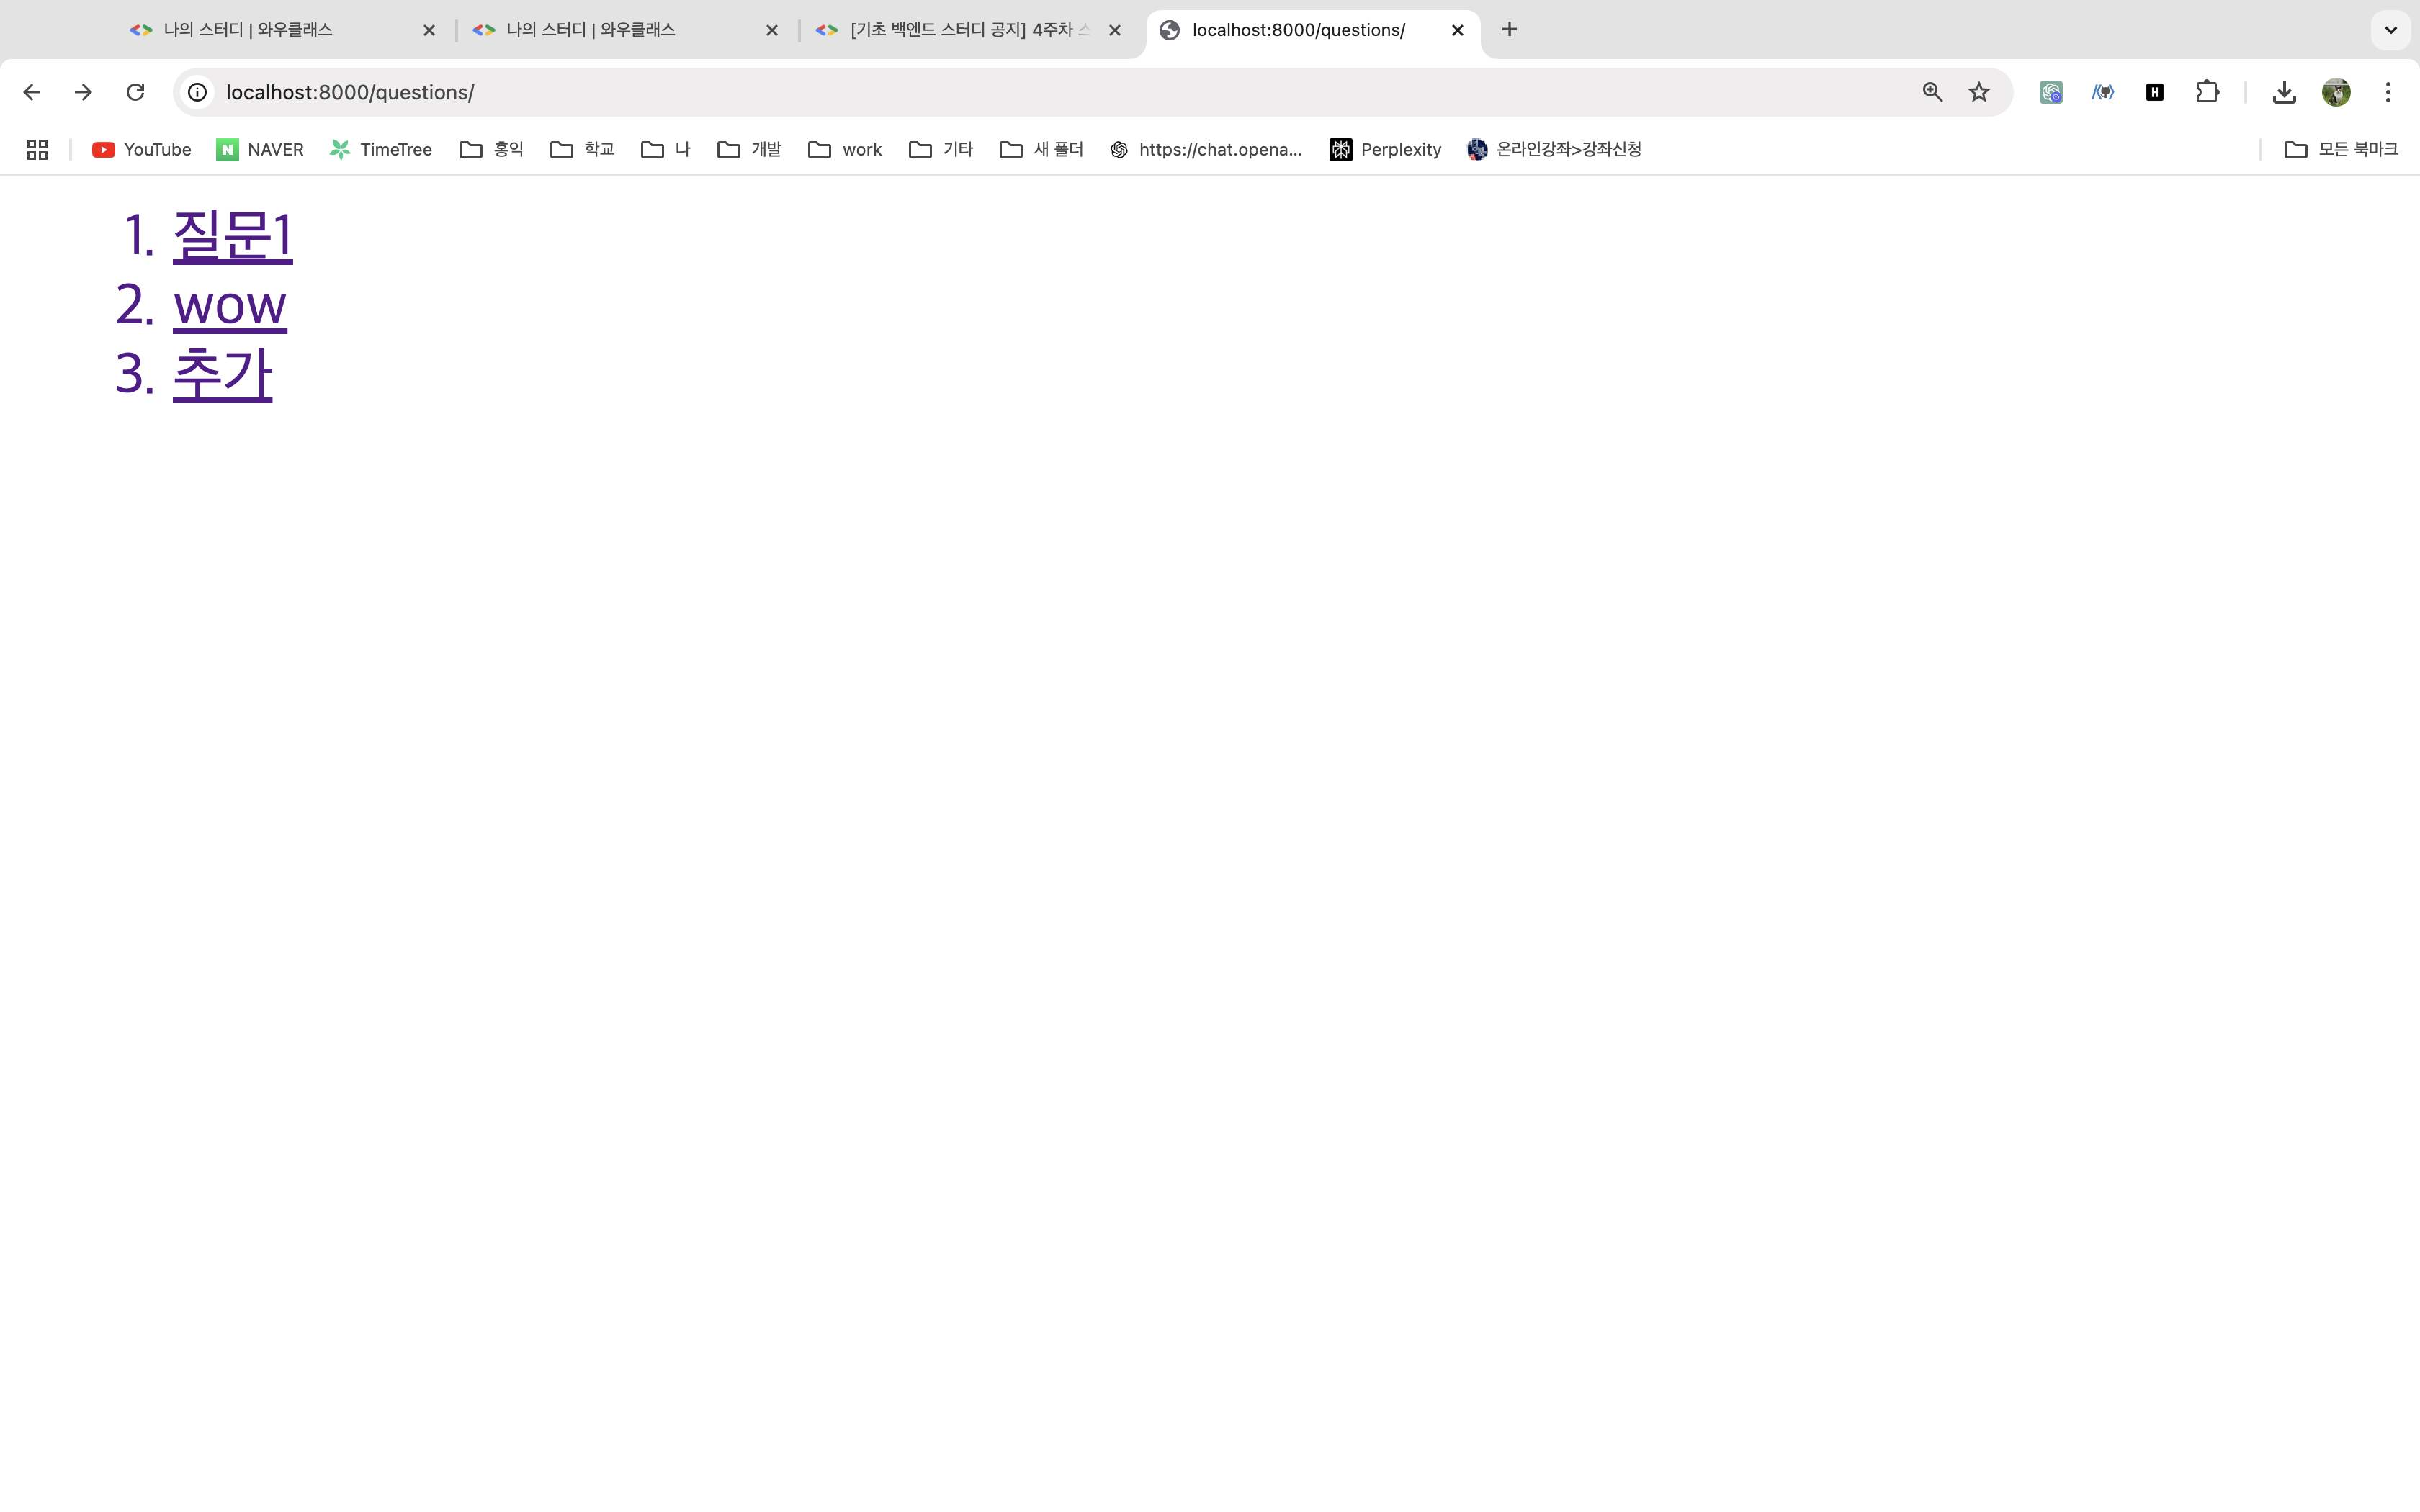 나의 스터디 | 와우클래스
나의 스터디 | 와우클래스
[기초 백엔드 스터디 공지] 4주차
localhost:8000/questions/
localhost:8000/questions/
YouTube
NAVER
TimeTree
홍익
학교
나
개발
work
기타
새 폴더
https://chat.opena...
Perplexity
온라인강좌>강좌신청
모든 북마크
1. 질문1
2. wow
3. 추가